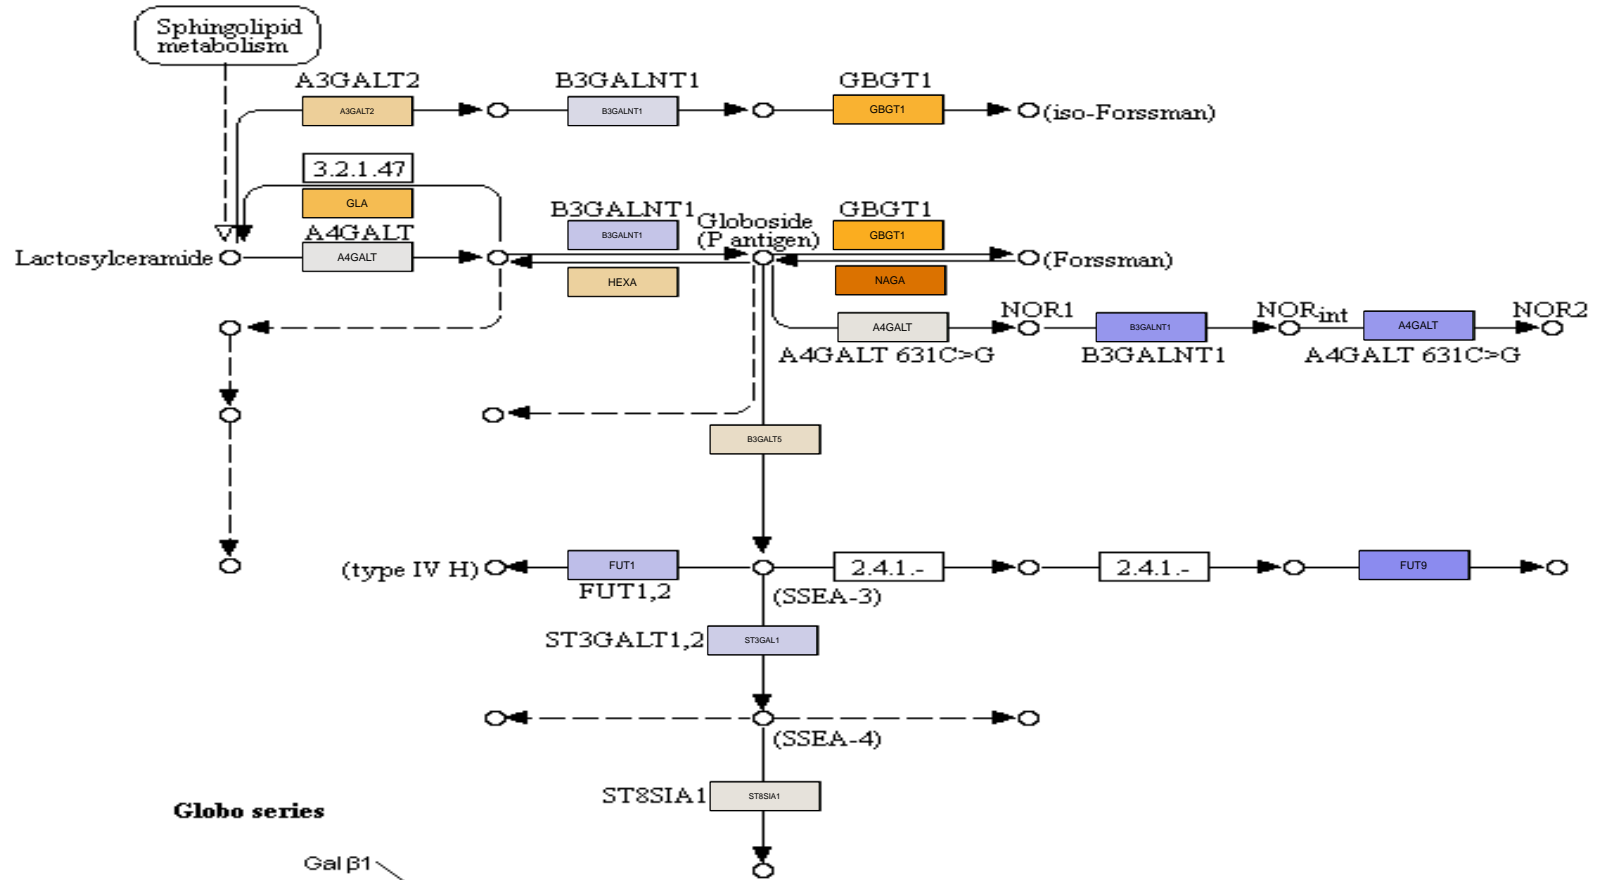 Sphingolipid
metabolism
A3GALT2
B3GALNT1
GBGT1
A3GALT2
B3GALNT1
GBGT1
(iso-Forssman)
3.2.1.47
GLA
A4GALT
B3GALNT1
B3GALNT1
Globoside
(P antigen)
GBGT1
GBGT1
Lactosylceramide
A4GALT
HEXA
NAGA
(Forssman)
NOR1
NORint
NOR2
A4GALT
B3GALNT1
A4GALT
A4GALT 631C>G
B3GALNT1
A4GALT 631C>G
B3GALT5
(type IV H)
FUT1
2.4.1.-
2.4.1.-
FUT9
FUT1,2
(SSEA-3)
ST3GALT1,2
ST3GAL1
(SSEA-4)
ST8SIA1
ST8SIA1
Globo series
Gal β1